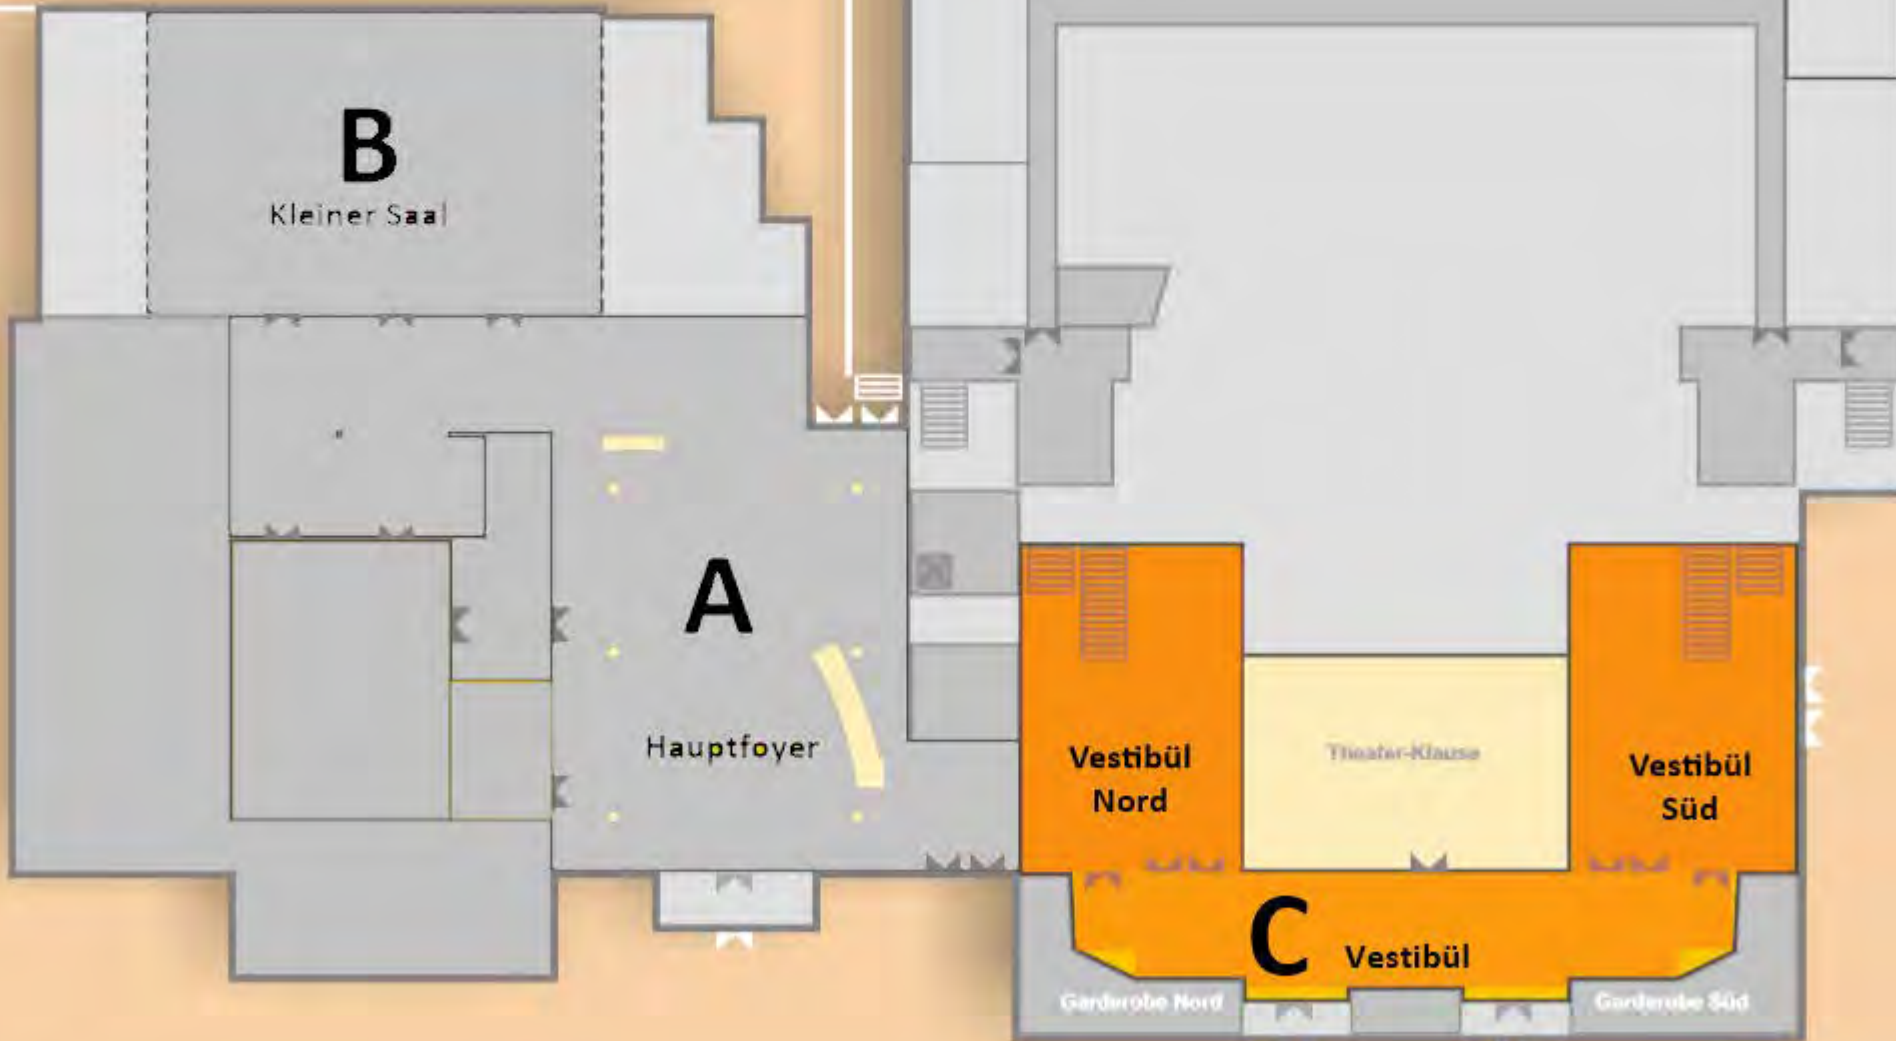 B
Kleiner Saal
A
Hauptfoyer
Vestibül
Nord
Theater-Klause
Vestibül
Süd
C
Vestibül
Garderobe Nord
Garderobe Süd